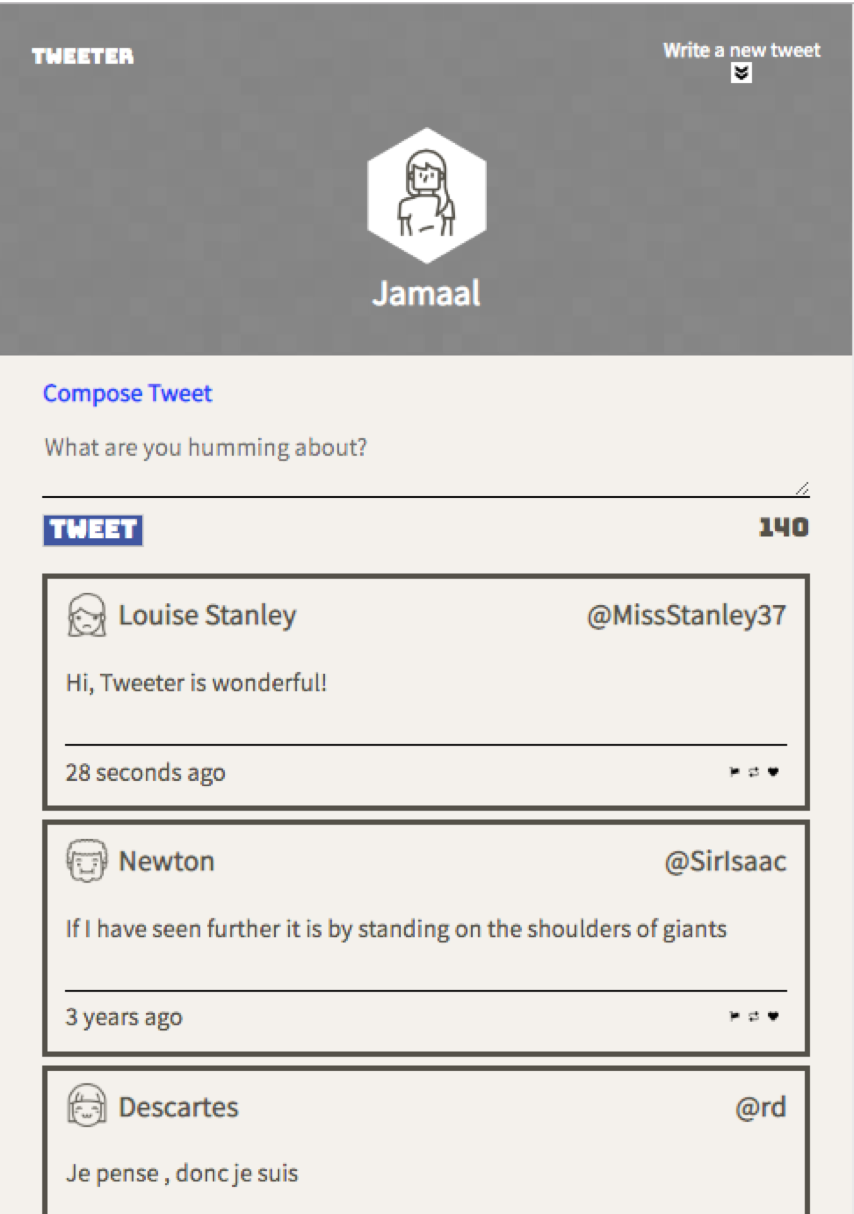 TWEETER
Write a new tweet
Jamaal
Compose Tweet
What are you humming about?
TWEET
140
Louise Stanley
@MissStanley37
Hi, Tweeter is wonderful!
28 seconds ago
Newton
@SirIsaac
If I have seen further it is by standing on the shoulders of giants
3 years ago
Descartes
@rd
Je pense , donc je suis